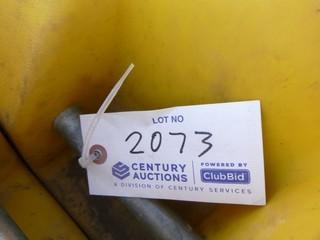 LOT NO
2073
CENTURY AUCTIONS
POWERED BY
ClubBid
A DIVISION OF CENTURY SERVICES